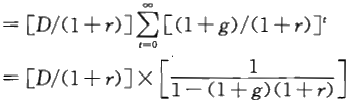 =[D/(1+r)]∑_{t=0}^{∞}[(1+g)/(1+r)]^t
=[D/(1+r)]×[1/(1-(1+g)(1+r))]